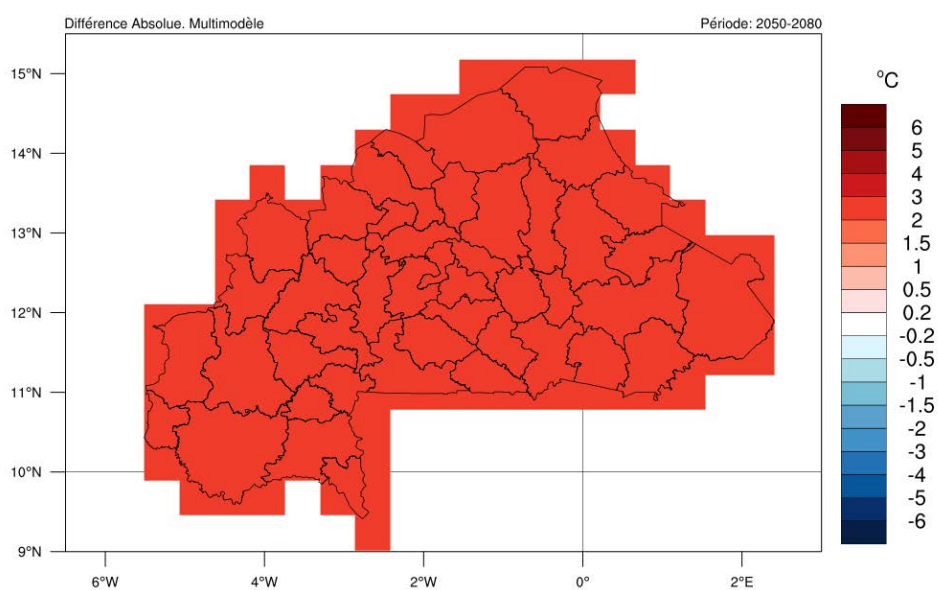 Différence Absolue. Multimodèle
Période: 2050-2080
15°N
14°N
13°N
12°N
11°N
10°N
9°N
6°W
4°W
2°W
0°
2°E
°C
6
5
4
3
2
1.5
1
0.5
0.2
-0.2
-0.5
-1
-1.5
-2
-3
-4
-5
-6